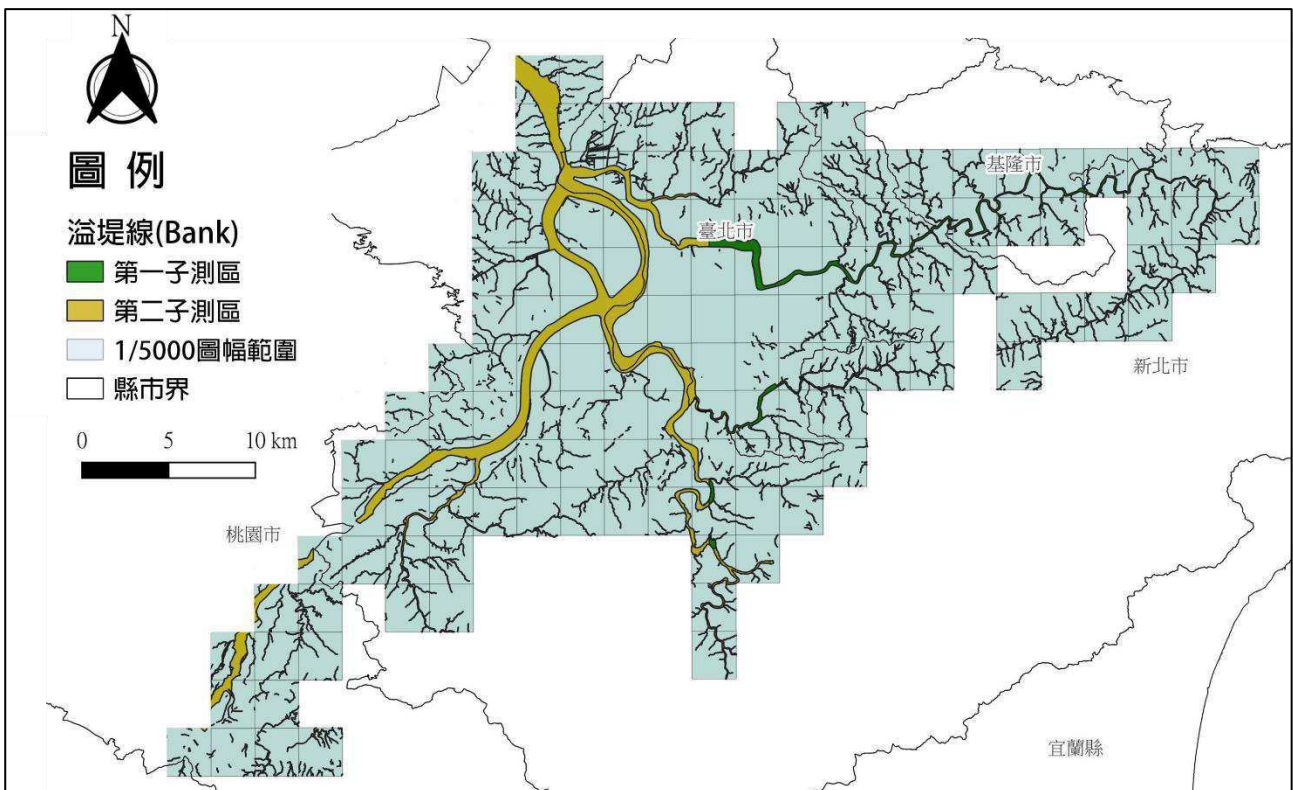 N
圖 例
溢堤線(Bank)
第一子測區
第二子測區
1/5000圖幅範圍
縣市界
0 5 10 km
基隆市
臺北市
新北市
桃園市
宜蘭縣